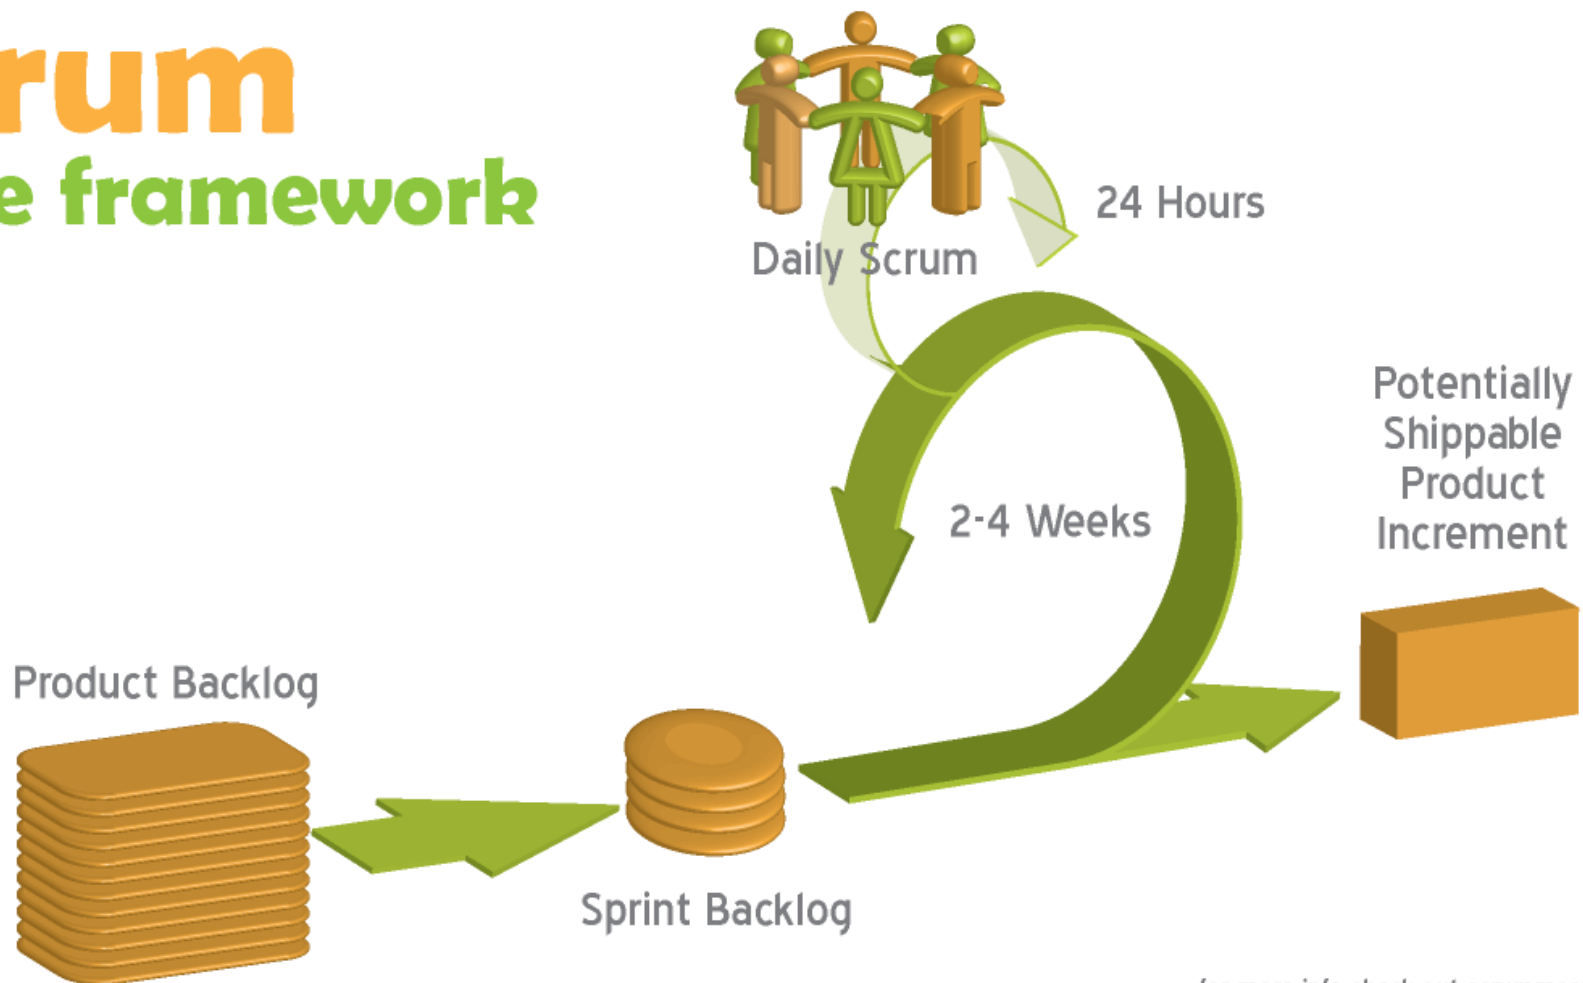 rum
e framework
24 Hours
Daily Scrum
Potentially
Shippable
Product
Increment
2-4 Weeks
Product Backlog
Sprint Backlog